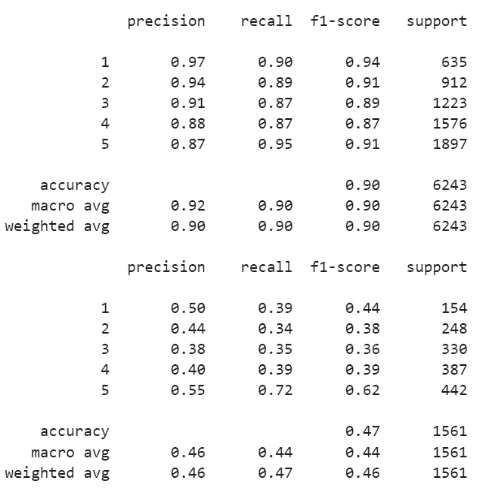 precision recall f1-score support
1 0.97 0.90 0.94 635
2 0.94 0.89 0.91 912
3 0.91 0.87 0.89 1223
4 0.88 0.87 0.87 1576
5 0.87 0.95 0.91 1897
accuracy 0.90 6243
macro avg 0.92 0.90 0.90 6243
weighted avg 0.90 0.90 0.90 6243
precision recall f1-score support
1 0.50 0.39 0.44 154
2 0.44 0.34 0.38 248
3 0.38 0.35 0.36 330
4 0.40 0.39 0.39 387
5 0.55 0.72 0.62 442
accuracy 0.47 1561
macro avg 0.46 0.44 0.44 1561
weighted avg 0.46 0.47 0.46 1561